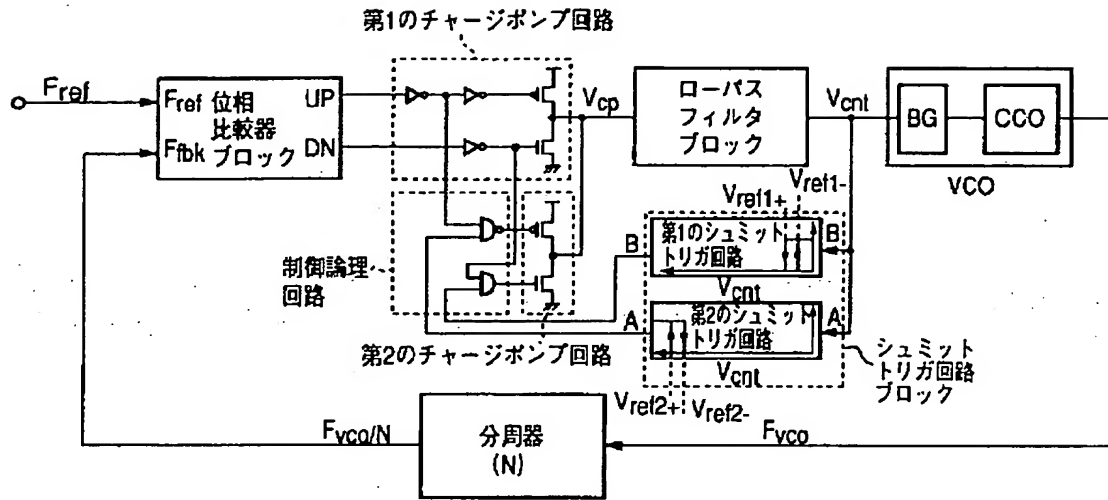 第1のチャージポンプ回路
Fref
Fref 位相
比較器
Ffbk ブロック
UP
DN
Vcp
ローパス
フィルタ
ブロック
Vcnt
BG
CCO
VCO
Vref1-
Vref1+
制御論理
回路
B
第1のシュミット
トリガ回路
B
Vcnt
A
第2のシュミット
トリガ回路
A
Vcnt
第2のチャージポンプ回路
シュミット
トリガ回路
ブロック
Vref2+
Vref2-
Fvco/N
分周器
(N)
Fvco